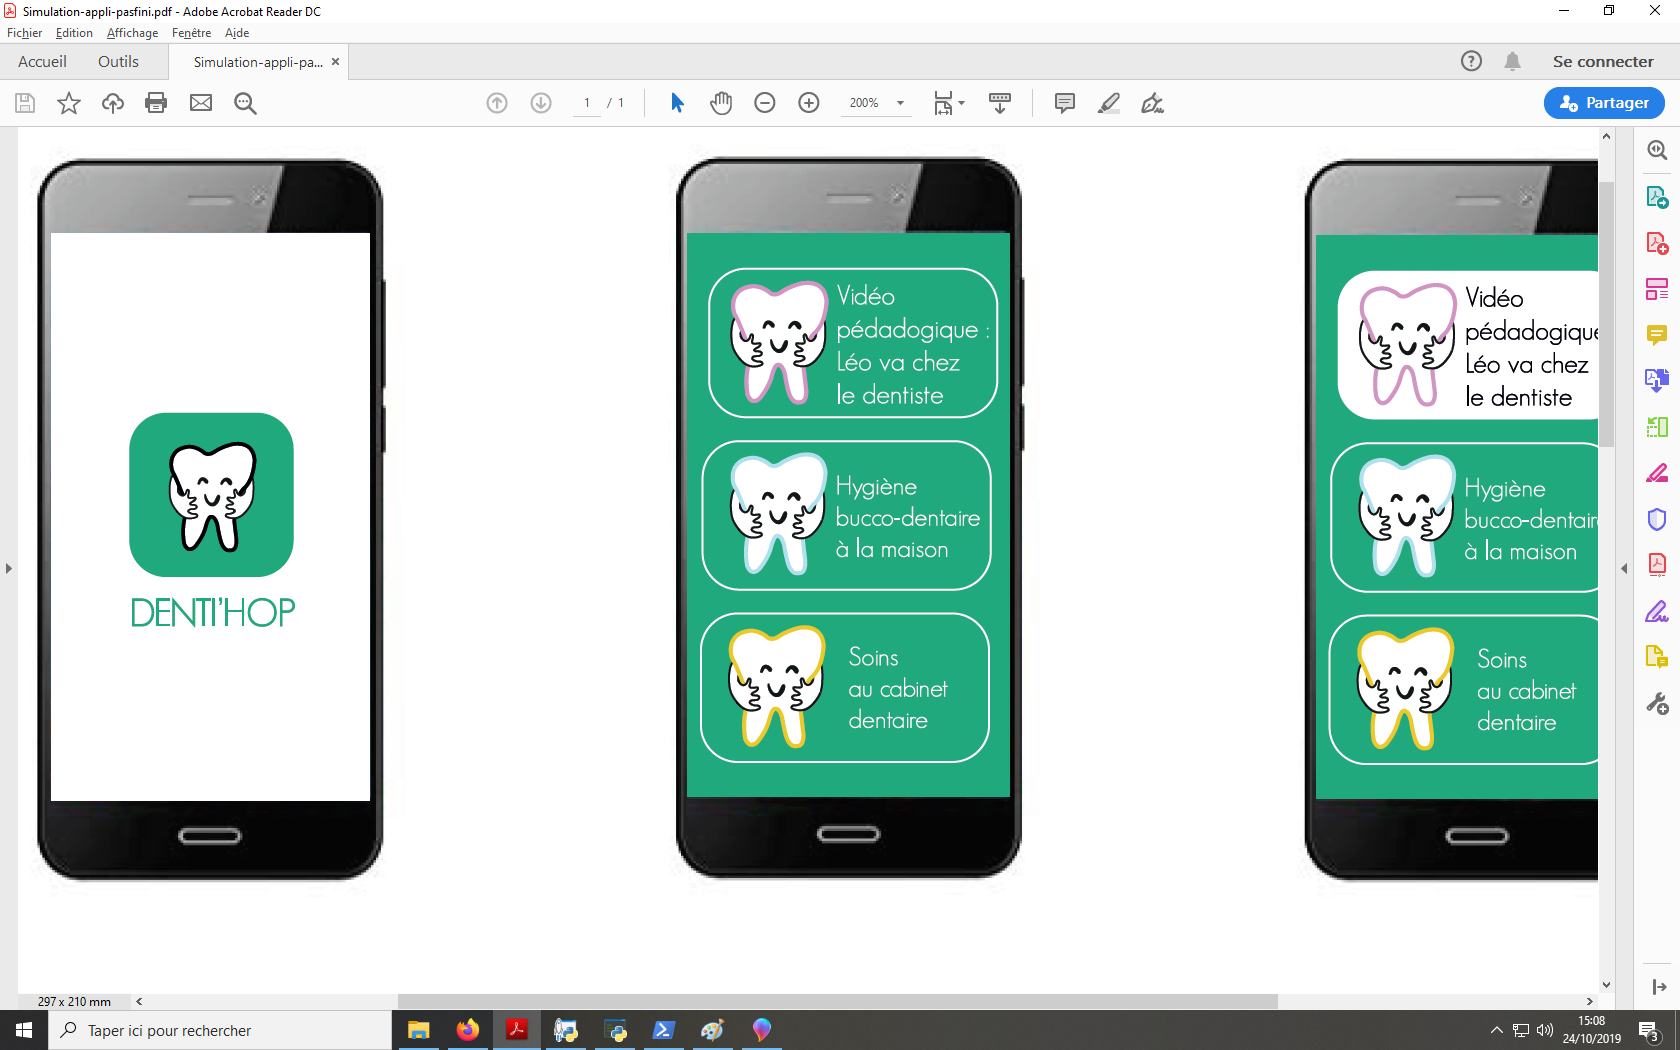 Simulation-appli-pasfini.pdf - Adobe Acrobat Reader DC
Fichier Edition Affichage Fenêtre Aide
Accueil Outils Simulation-appli-pa... × Se connecter
1 / 1 200% Partager
DENTI'HOP
Vidéo
pédadogique :
Léo va chez
le dentiste
Hygiène
bucco-dentaire
à la maison
Soins
au cabinet
dentaire
Vidéo
pédadogique
Léo va chez
le dentiste
Hygiène
bucco-dentair
à la maison
Soins
au cabinet
dentaire
297 x 210 mm
Taper ici pour rechercher
15:08
24/10/2019
3